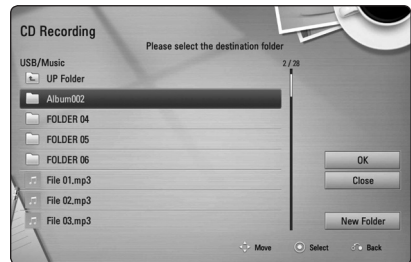 CD Recording
Please select the destination folder
USB/Music
2 / 28
UP Folder
Album002
FOLDER 04
FOLDER 05
FOLDER 06
File 01.mp3
File 02.mp3
File 03.mp3
OK
Close
New Folder
Move
Select
Back